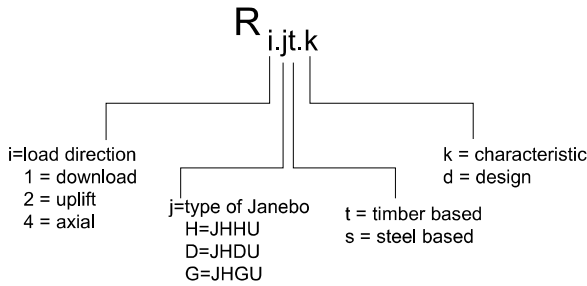 R i.jt.k
i=load direction
1 = download
2 = uplift
4 = axial
j=type of Janebo
H=JHHU
D=JHDU
G=JHGU
t = timber based
s = steel based
k = characteristic
d = design